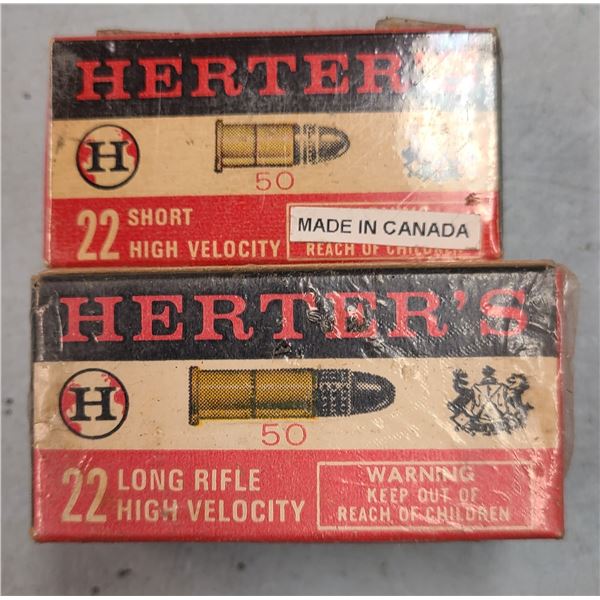 HERTER'S
H
50
22 SHORT
HIGH VELOCITY
MADE IN CANADA
REACH OF CHILDREN
HERTER'S
H
50
22 LONG RIFLE
HIGH VELOCITY
WARNING
KEEP OUT OF
REACH OF CHILDREN